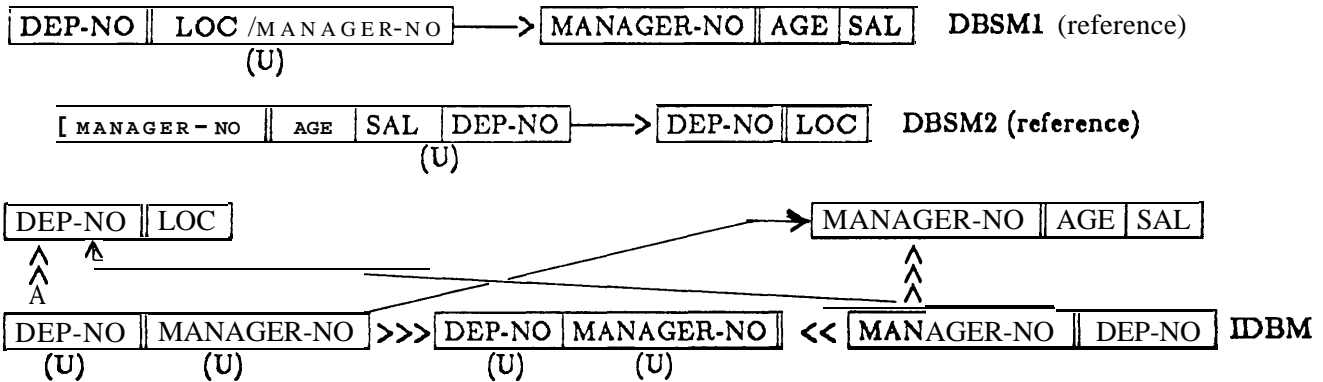 DEP-NO LOC /MANAGER-NO > MANAGER-NO AGE SAL DBSM1 (reference)
(U)
[ MANAGER-NO AGE SAL DEP-NO > DEP-NO LOC DBSM2 (reference)
(U)
DEP-NO LOC MANAGER-NO AGE SAL
A
DEP-NO MANAGER-NO >>> DEP-NO MANAGER-NO << MANAGER-NO DEP-NO IDBM
(U) (U) (U) (U)